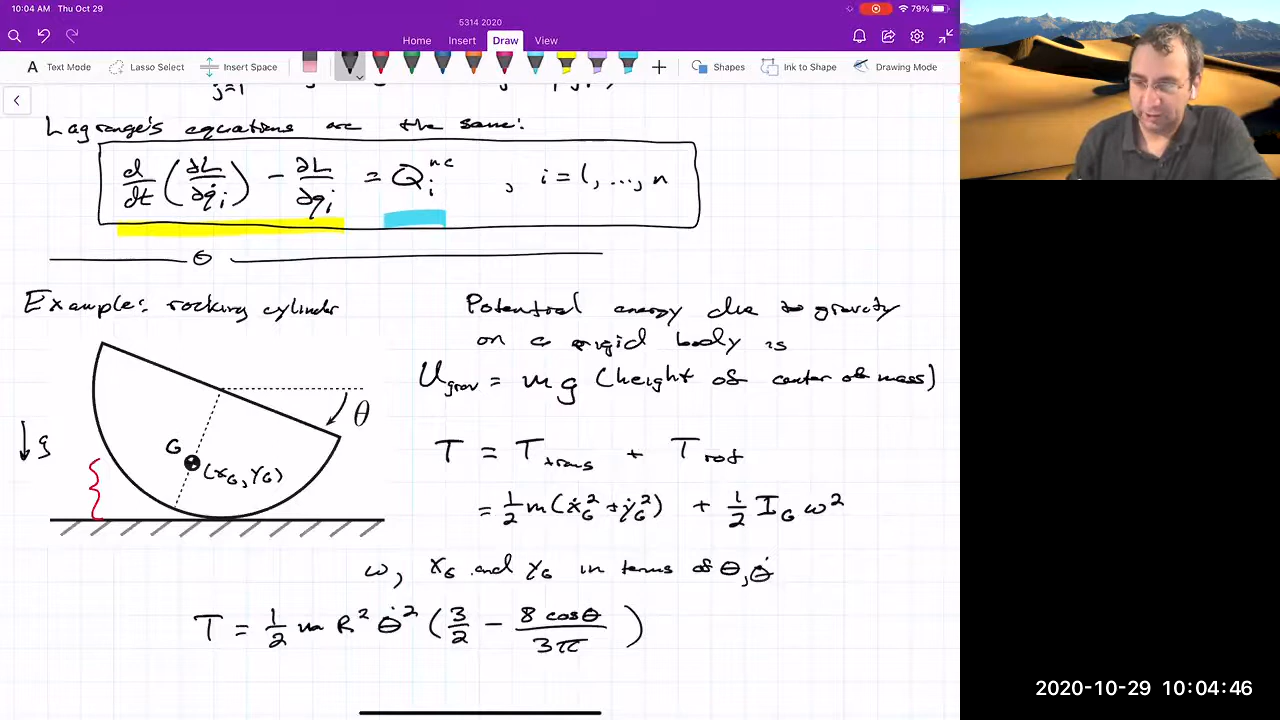 10:04 AM Thu Oct 29
79%
5314 2020
Home Insert Draw View
Text Mode Lasso Select Insert Space Shapes Ink to Shape Drawing Mode
j=1
Lagrange's equations are the same:
d/dt (∂L/∂q̇i) − ∂L/∂qi = Qi^nc , i = 1, ..., n
Example: rocking cylinder
Potential energy due to gravity
on a rigid body is
U_grav = mg (height of center of mass)
g
θ
G
(x_G, y_G)
T = T_trans + T_rot
= 1/2 m(ẋ_G² + ẏ_G²) + 1/2 I_G ω²
ω, x_G and y_G in terms of θ, θ̇
T = 1/2 m R² θ̇² (3/2 − 8 cosθ/3π)
2020-10-29 10:04:46